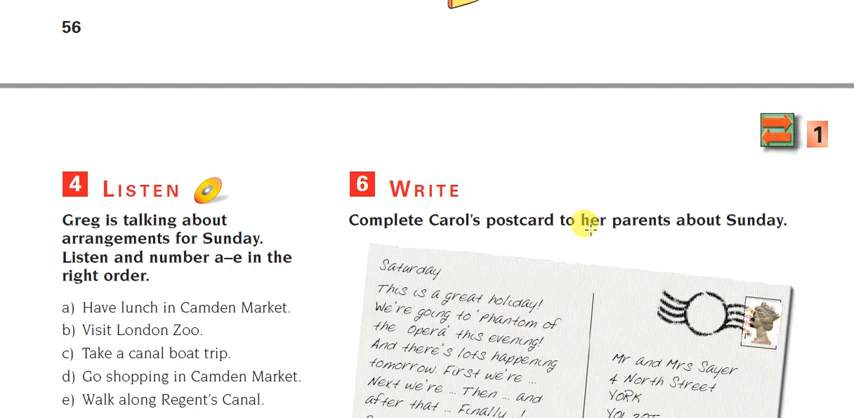 56
1
4 LISTEN
Greg is talking about
arrangements for Sunday.
Listen and number a–e in the
right order.
a) Have lunch in Camden Market.
b) Visit London Zoo.
c) Take a canal boat trip.
d) Go shopping in Camden Market.
e) Walk along Regent's Canal.
6 WRITE
Complete Carol's postcard to her parents about Sunday.
Saturday
This is a great holiday!
We're going to 'Phantom of
the Opera' this evening!
And there's lots happening
tomorrow. First we're ...
Next we're ... Then ... and
after that ... Finally ...!
Mr and Mrs Sayer
4 North Street
YORK